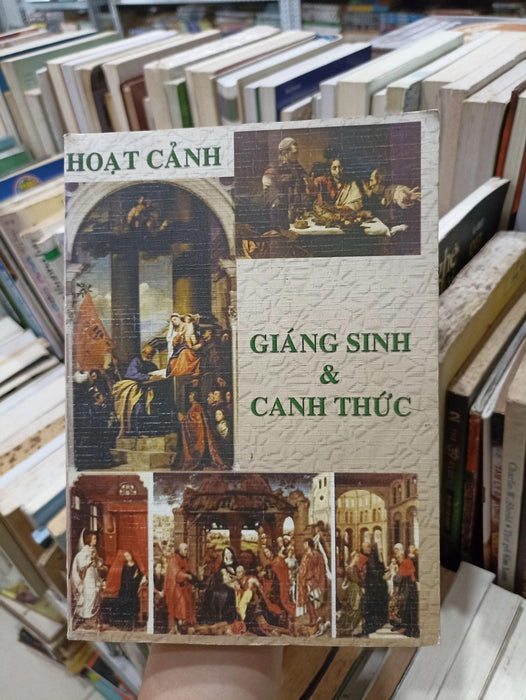 HOẠT CẢNH
GIÁNG SINH
&
CANH THỨC